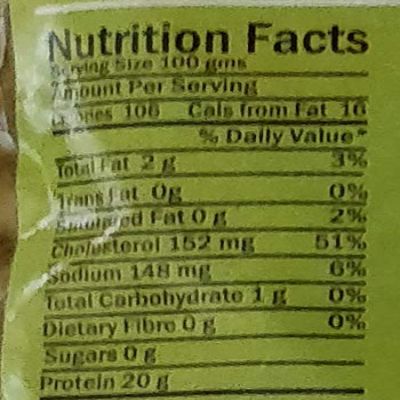 Nutrition Facts
Serving Size 100 gms
Amount Per Serving
Calories 106 Cals from Fat 16
% Daily Value*
Total Fat 2 g 3%
Trans Fat 0g 0%
Saturated Fat 0 g 2%
Cholusterol 152 mg 51%
Sodium 148 mg 6%
Total Carbohydrate 1 g 0%
Dietary Fibre 0 g 0%
Sugars 0 g
Protein 20 g